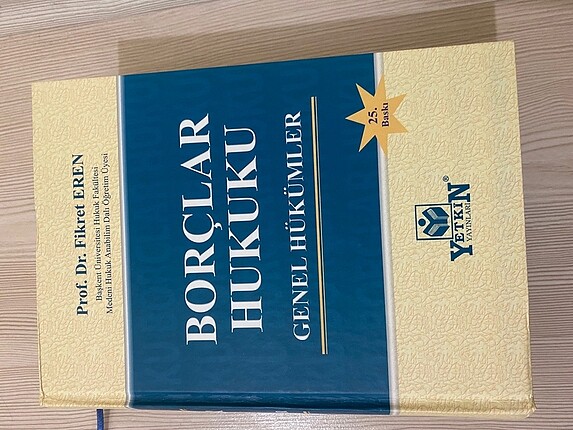 Prof. Dr. Fikret EREN
Başkent Üniversitesi Hukuk Fakültesi
Medeni Hukuk Anabilim Dalı Öğretim Üyesi
BORÇLAR
HUKUKU
GENEL HÜKÜMLER
25.
Baskı
YETKİN®
YAYINLARI